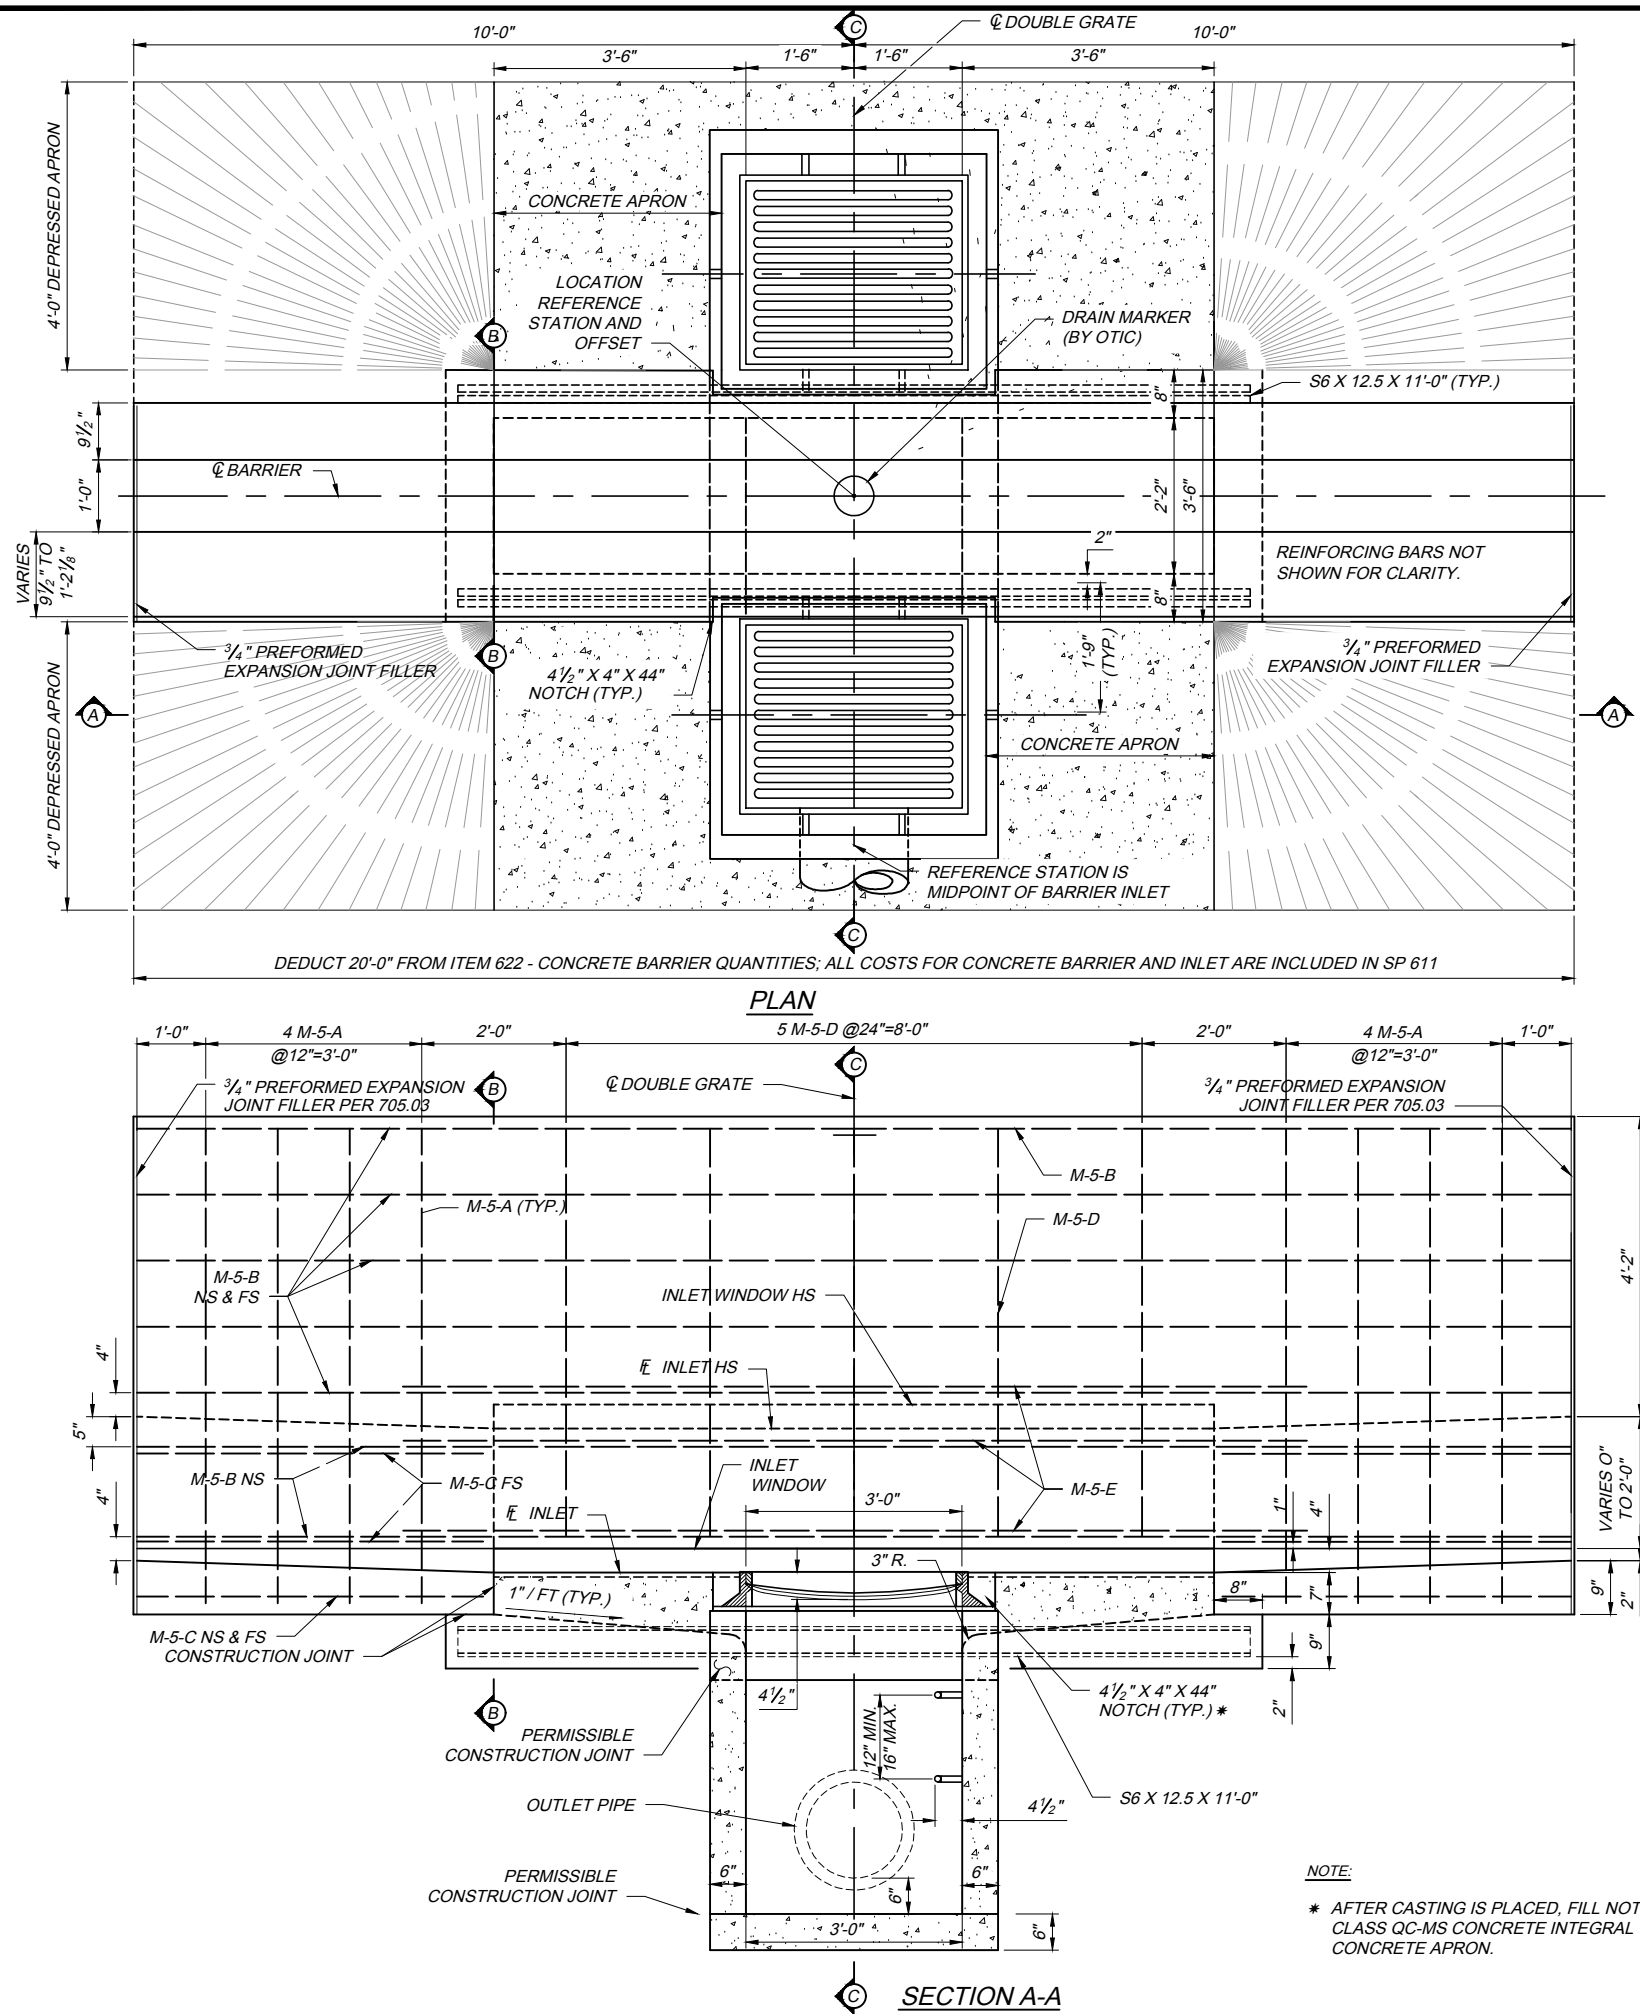 10'-0"
℄ DOUBLE GRATE
C
10'-0"
3'-6"
1'-6"
1'-6"
3'-6"
4'-0" DEPRESSED APRON
CONCRETE APRON
LOCATION
REFERENCE
STATION AND
OFFSET
B
DRAIN MARKER
(BY OTIC)
S6 X 12.5 X 11'-0" (TYP.)
8"
9½"
℄ BARRIER
1'-0"
2'-2"
3'-6"
VARIES
9½" TO
1'-2⅛"
2"
REINFORCING BARS NOT
SHOWN FOR CLARITY.
8"
¾" PREFORMED
EXPANSION JOINT FILLER
B
4½" X 4" X 44"
NOTCH (TYP.)
1'-9"
(TYP.)
¾" PREFORMED
EXPANSION JOINT FILLER
A
A
4'-0" DEPRESSED APRON
CONCRETE APRON
REFERENCE STATION IS
MIDPOINT OF BARRIER INLET
C
DEDUCT 20'-0" FROM ITEM 622 - CONCRETE BARRIER QUANTITIES; ALL COSTS FOR CONCRETE BARRIER AND INLET ARE INCLUDED IN SP 611
PLAN
1'-0"
4 M-5-A
@12"=3'-0"
2'-0"
5 M-5-D @24"=8'-0"
2'-0"
4 M-5-A
@12"=3'-0"
1'-0"
¾" PREFORMED EXPANSION
JOINT FILLER PER 705.03
B
℄ DOUBLE GRATE
C
¾" PREFORMED EXPANSION
JOINT FILLER PER 705.03
M-5-B
M-5-A (TYP.)
M-5-D
4'-2"
M-5-B
NS & FS
INLET WINDOW HS
4"
FL INLET HS
5"
M-5-B NS
M-5-C FS
INLET
WINDOW
M-5-E
3'-0"
4"
FL INLET
1"
4"
VARIES O"
TO 2'-0"
3" R.
1" / FT (TYP.)
8"
7"
9"
2"
M-5-C NS & FS
CONSTRUCTION JOINT
9"
4½"
4½" X 4" X 44"
NOTCH (TYP.) *
2"
B
PERMISSIBLE
CONSTRUCTION JOINT
12" MIN.
16" MAX.
OUTLET PIPE
4½"
S6 X 12.5 X 11'-0"
PERMISSIBLE
CONSTRUCTION JOINT
6"
6"
6"
3'-0"
6"
NOTE:
* AFTER CASTING IS PLACED, FILL NOT
CLASS QC-MS CONCRETE INTEGRAL
CONCRETE APRON.
C
SECTION A-A